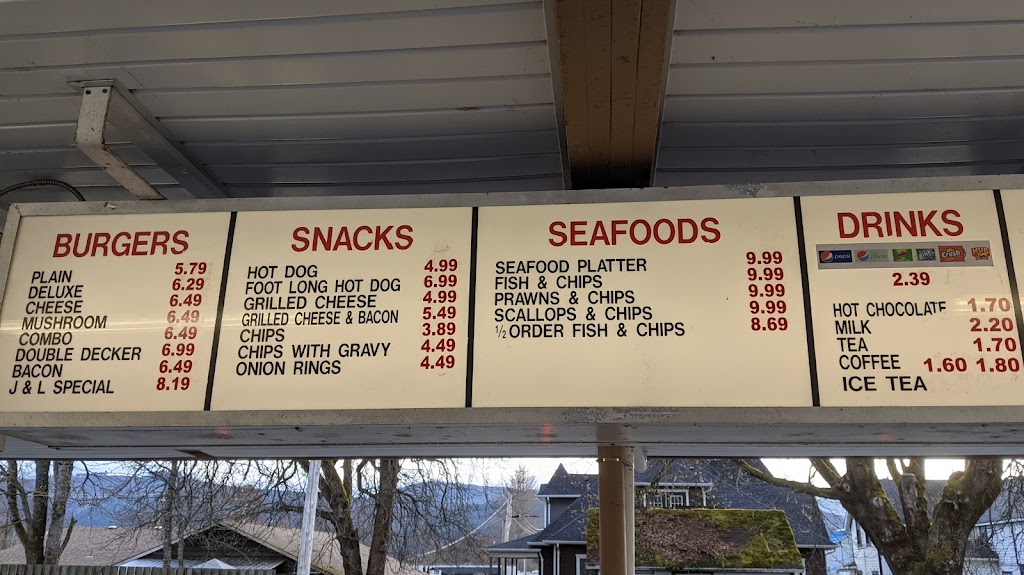 BURGERS
PLAIN 5.79
DELUXE 6.29
CHEESE 6.49
MUSHROOM 6.49
COMBO 6.49
DOUBLE DECKER 6.99
BACON 6.49
J & L SPECIAL 8.19
SNACKS
HOT DOG 4.99
FOOT LONG HOT DOG 6.99
GRILLED CHEESE 4.99
GRILLED CHEESE & BACON 5.49
CHIPS 3.89
CHIPS WITH GRAVY 4.49
ONION RINGS 4.49
SEAFOODS
SEAFOOD PLATTER 9.99
FISH & CHIPS 9.99
PRAWNS & CHIPS 9.99
SCALLOPS & CHIPS 9.99
½ ORDER FISH & CHIPS 8.69
DRINKS
pepsi Crush MUG
2.39
HOT CHOCOLATE 1.70
MILK 2.20
TEA 1.70
COFFEE 1.60 1.80
ICE TEA